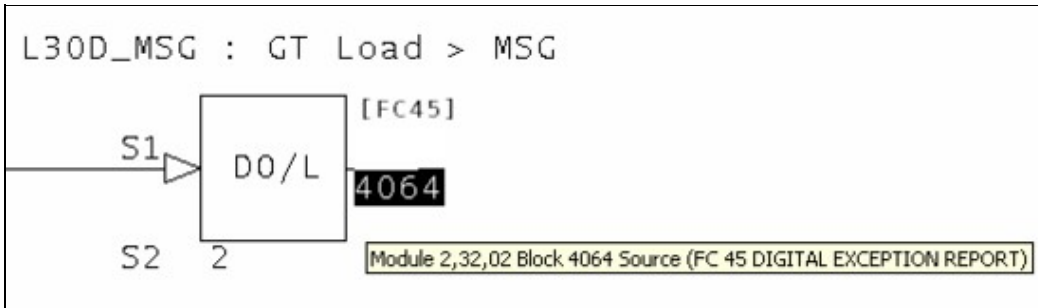 L30D_MSG : GT Load > MSG
[FC45]
S1
DO/L
4064
S2 2
Module 2,32,02 Block 4064 Source (FC 45 DIGITAL EXCEPTION REPORT)